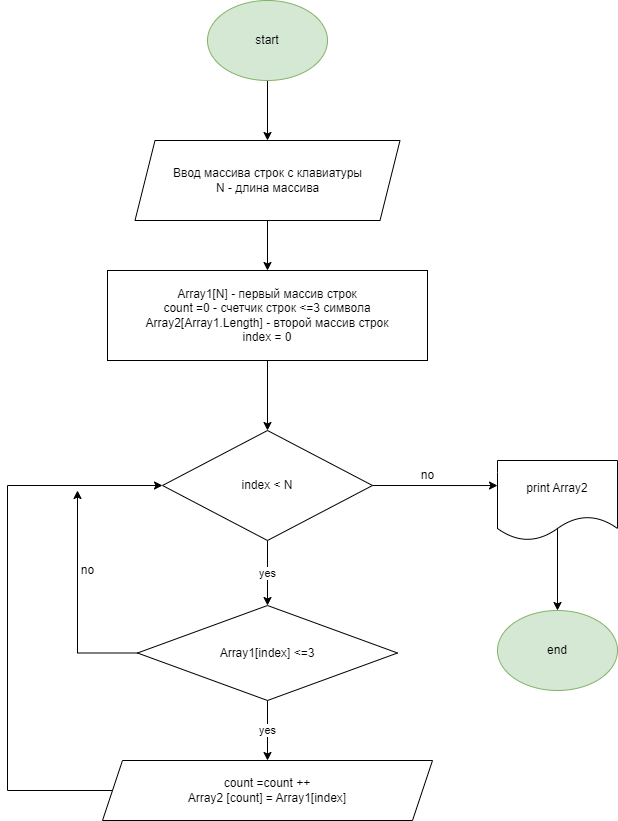 start
Ввод массива строк с клавиатуры
N - длина массива
Array1[N] - первый массив строк
count =0 - счетчик строк <=3 символа
Array2[Array1.Length] - второй массив строк
index = 0
index < N
no
print Array2
no
yes
Array1[index] <=3
end
yes
count =count ++
Array2 [count] = Array1[index]